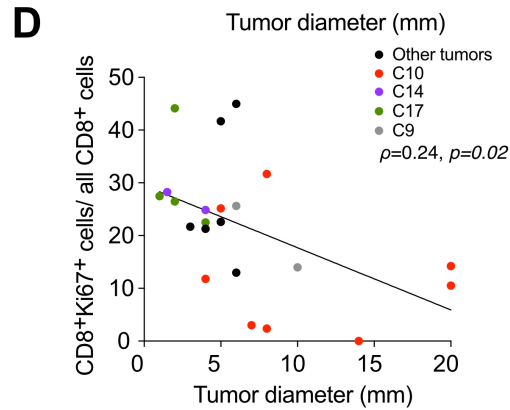 D
Tumor diameter (mm)
Other tumors
C10
C14
C17
C9
ρ=0.24, p=0.02
CD8+Ki67+ cells/ all CD8+ cells
50
40
30
20
10
0
0 5 10 15 20
Tumor diameter (mm)